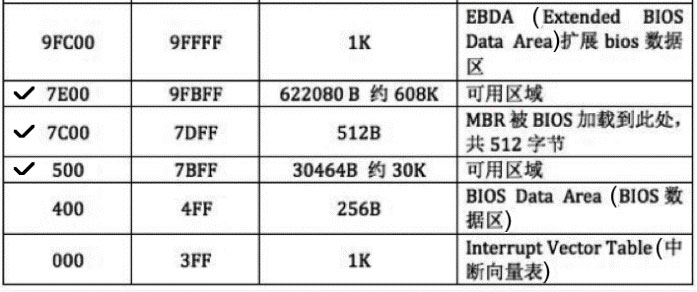 9FC00 9FFFF 1K EBDA (Extended BIOS
Data Area)扩展 bios 数据
区
✓ 7E00 9FBFF 622080 B 约 608K 可用区域
✓ 7C00 7DFF 512B MBR 被 BIOS 加载到此处，
共 512 字节
✓ 500 7BFF 30464B 约 30K 可用区域
400 4FF 256B BIOS Data Area (BIOS 数
据区)
000 3FF 1K Interrupt Vector Table (中
断向量表)